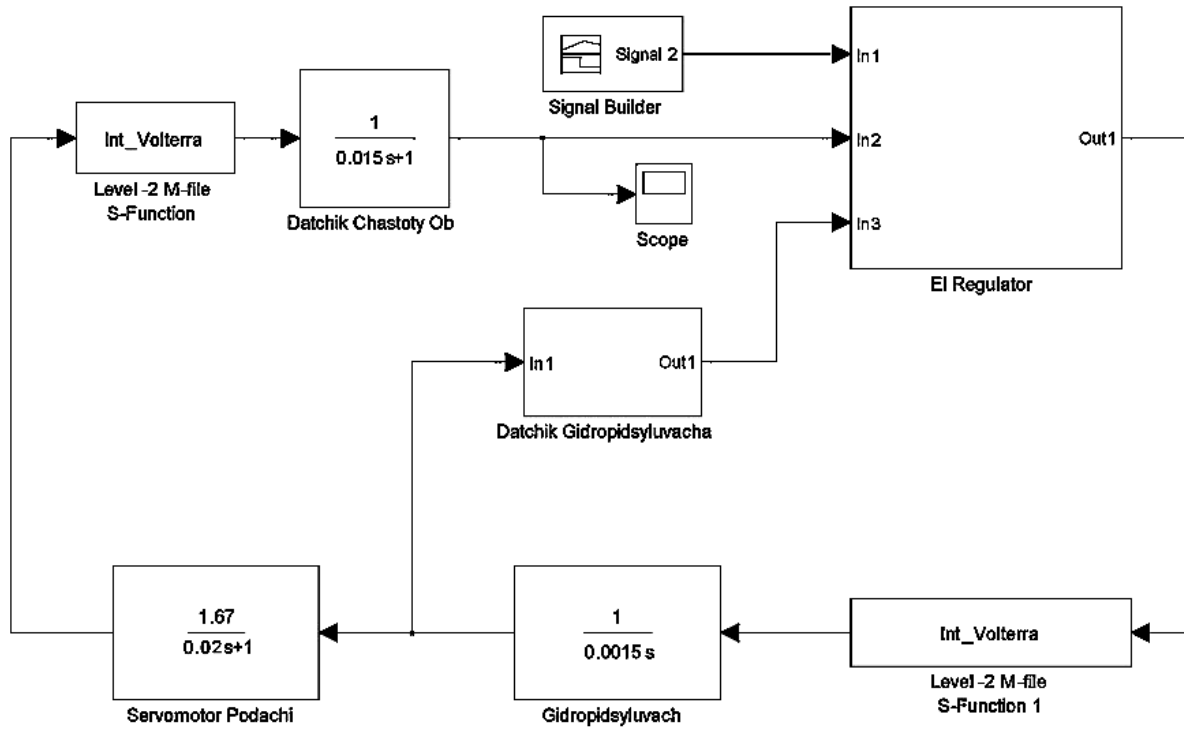 Signal 2
Signal Builder
In1
In2
In3
Out1
El Regulator
Int_Volterra
Level -2 M-file
S-Function
1
0.015 s+1
Datchik Chastoty Ob
Scope
In1
Out1
Datchik Gidropidsyluvacha
1.67
0.02s+1
Servomotor Podachi
1
0.0015 s
Gidropidsyluvach
Int_Volterra
Level -2 M-file
S-Function 1